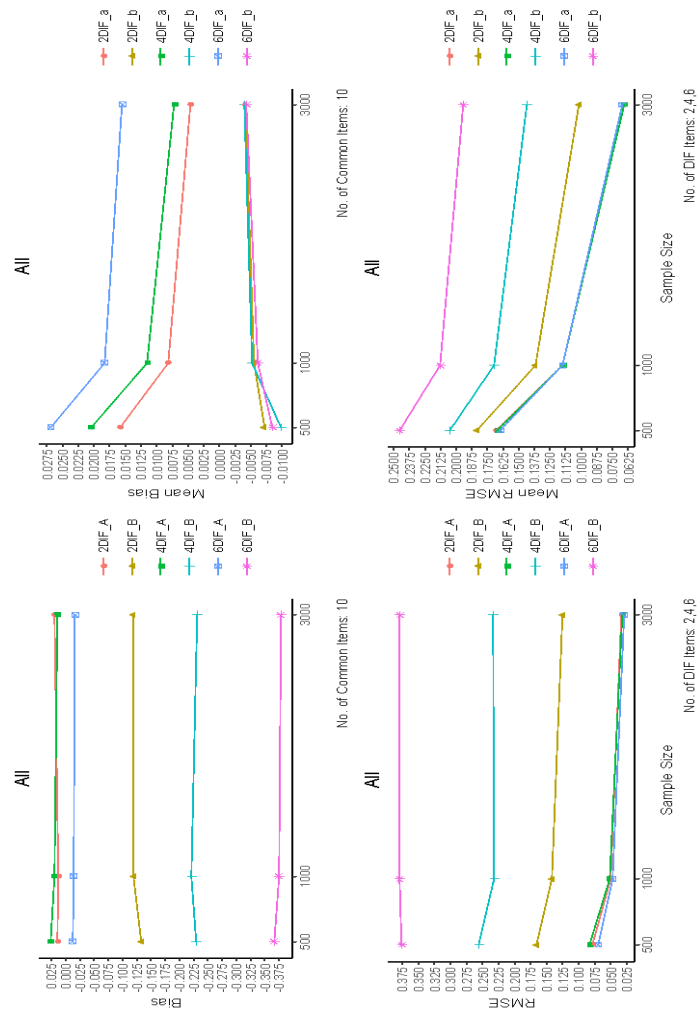 All
0.025
0.000
-0.025
-0.050
-0.075
-0.100
-0.125
-0.150
-0.175
-0.200
-0.225
-0.250
-0.275
-0.300
-0.325
-0.350
-0.375
Bias
500
1000
3000
2DIF_A
2DIF_B
4DIF_A
4DIF_B
6DIF_A
6DIF_B
No. of Common Items: 10
All
0.0275
0.0250
0.0225
0.0200
0.0175
0.0150
0.0125
0.0100
0.0075
0.0050
0.0025
0.0000
-0.0025
-0.0050
-0.0075
-0.0100
Mean Bias
500
1000
3000
2DIF_a
2DIF_b
4DIF_a
4DIF_b
6DIF_a
6DIF_b
No. of Common Items: 10
All
0.375
0.350
0.325
0.300
0.275
0.250
0.225
0.200
0.175
0.150
0.125
0.100
0.075
0.050
0.025
RMSE
500
1000
3000
Sample Size
2DIF_A
2DIF_B
4DIF_A
4DIF_B
6DIF_A
6DIF_B
No. of DIF Items: 2,4,6
All
0.2500
0.2375
0.2250
0.2125
0.2000
0.1875
0.1750
0.1625
0.1500
0.1375
0.1250
0.1125
0.1000
0.0875
0.0750
0.0625
Mean RMSE
500
1000
3000
Sample Size
2DIF_a
2DIF_b
4DIF_a
4DIF_b
6DIF_a
6DIF_b
No. of DIF Items: 2,4,6